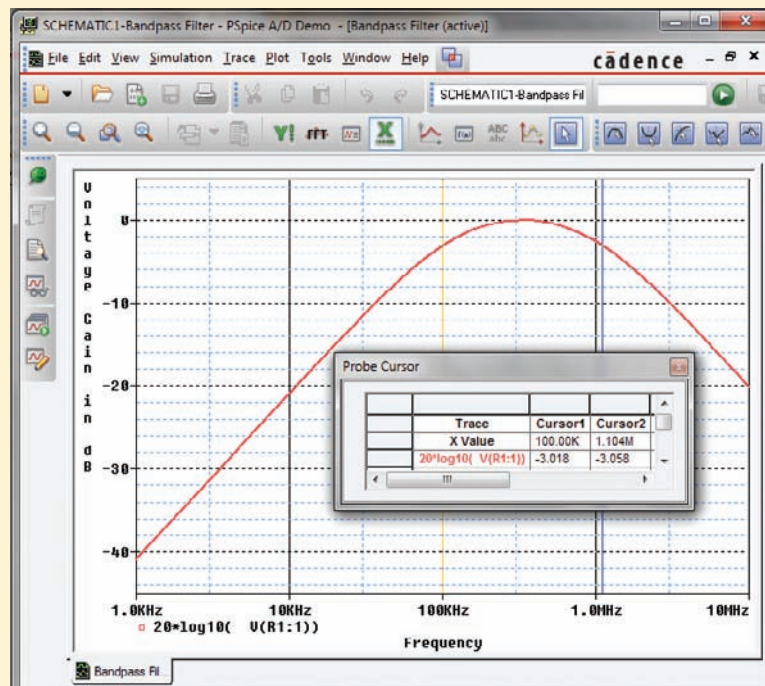 SCHEMATIC1-Bandpass Filter - PSpice A/D Demo - [Bandpass Filter (active)]
File Edit View Simulation Trace Plot Tools Window Help
cādence
SCHEMATIC1-Bandpass Fil
ABC
abc
Voltage Gain in dB
0
-10
-20
-30
-40
Probe Cursor
Trace Cursor1 Cursor2
X Value 100.00K 1.104M
20*log10( V(R1:1)) -3.018 -3.058
1.0KHz 10KHz 100KHz 1.0MHz 10MHz
20*log10( V(R1:1))
Frequency
Bandpass Fil...